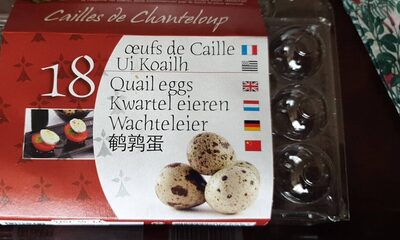 Cailles de Chanteloup
œufs de Caille
Ui Koailh
18
Quail eggs
Kwartel eieren
Wachteleier
鹌鹑蛋